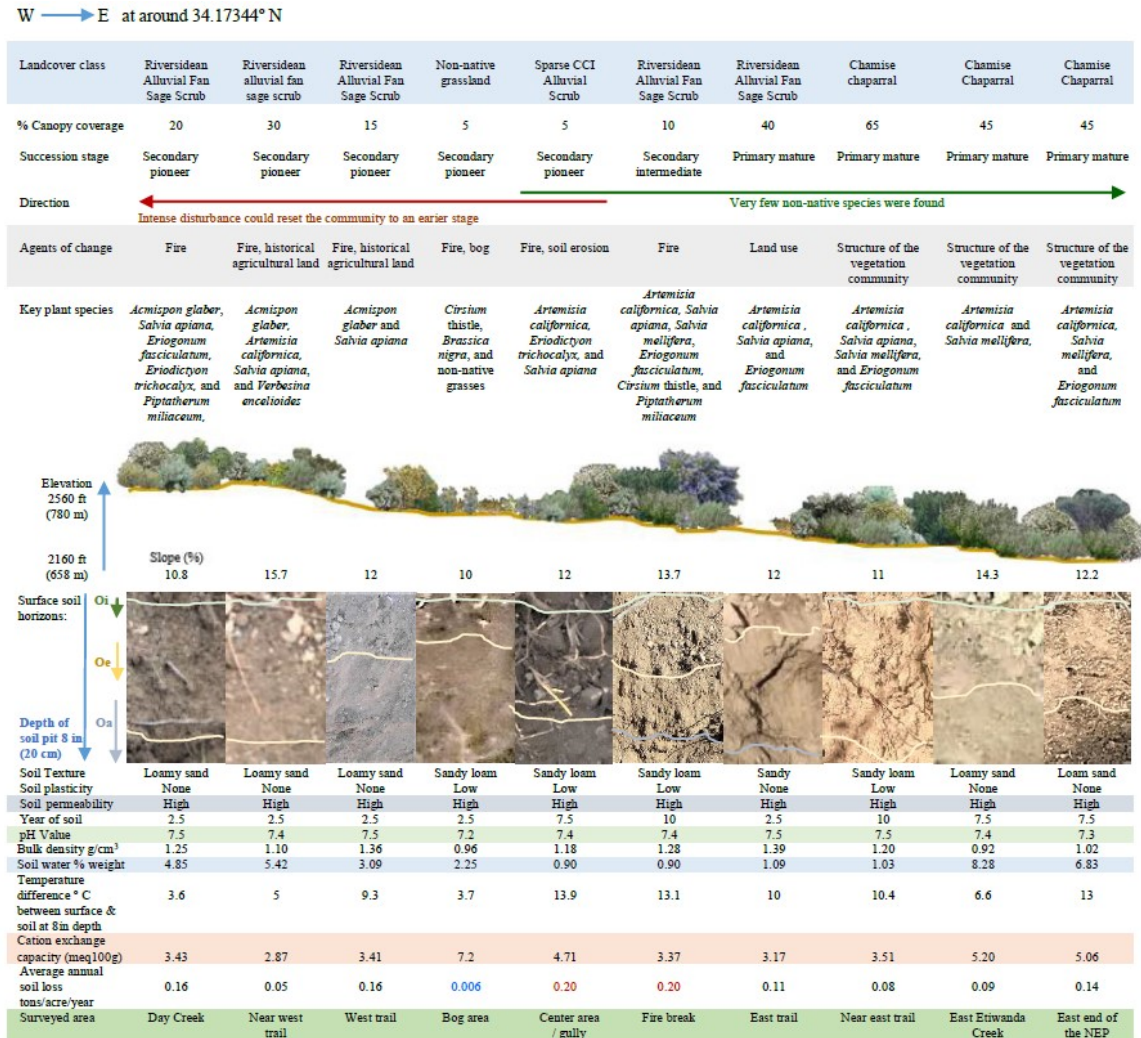 W → E at around 34.17344° N
Landcover class Riversidean Alluvial Fan Sage Scrub Riversidean alluvial fan sage scrub Riversidean Alluvial Fan Sage Scrub Non-native grassland Sparse CCI Alluvial Scrub Riversidean Alluvial Fan Sage Scrub Riversidean Alluvial Fan Sage Scrub Chamise chaparral Chamise Chaparral Chamise Chaparral
% Canopy coverage 20 30 15 5 5 10 40 65 45 45
Succession stage Secondary pioneer Secondary pioneer Secondary pioneer Secondary pioneer Secondary pioneer Secondary intermediate Primary mature Primary mature Primary mature Primary mature
Direction
Intense disturbance could reset the community to an earier stage
Very few non-native species were found
Agents of change Fire Fire, historical agricultural land Fire, historical agricultural land Fire, bog Fire, soil erosion Fire Land use Structure of the vegetation community Structure of the vegetation community Structure of the vegetation community
Key plant species
Acmispon glaber, Salvia apiana, Eriogonum fasciculatum, Eriodictyon trichocalyx, and Piptatherum miliaceum,
Acmispon glaber, Artemisia californica, Salvia apiana, and Verbesina encelioides
Acmispon glaber and Salvia apiana
Cirsium thistle, Brassica nigra, and non-native grasses
Artemisia californica, Eriodictyon trichocalyx, and Salvia apiana
Artemisia californica, Salvia apiana, Salvia mellifera, Eriogonum fasciculum, Cirsium thistle, and Piptatherum miliaceum
Artemisia californica , Salvia apiana, and Eriogonum fasciculatum
Artemisia californica , Salvia apiana, Salvia mellifera, and Eriogonum fasciculatum
Artemisia californica and Salvia mellifera,
Artemisia californica, Salvia mellifera, and Eriogonum fasciculatum
Elevation
2560 ft
(780 m)
2160 ft
(658 m)
Slope (%)
10.8 15.7 12 10 12 13.7 12 11 14.3 12.2
Surface soil horizons:
Oi
Oe
Oa
Depth of soil pit 8 in (20 cm)
Soil Texture Loamy sand Loamy sand Loamy sand Sandy loam Sandy loam Sandy loam Sandy Sandy loam Loamy sand Loam sand
Soil plasticity None None None Low Low Low None Low None None
Soil permeability High High High High High High High High High High
Year of soil 2.5 2.5 2.5 2.5 7.5 10 2.5 10 7.5 7.5
pH Value 7.5 7.4 7.5 7.2 7.4 7.4 7.5 7.5 7.4 7.3
Bulk density g/cm³ 1.25 1.10 1.36 0.96 1.18 1.28 1.39 1.20 0.92 1.02
Soil water % weight 4.85 5.42 3.09 2.25 0.90 0.90 1.09 1.03 8.28 6.83
Temperature difference ° C between surface & soil at 8in depth 3.6 5 9.3 3.7 13.9 13.1 10 10.4 6.6 13
Cation exchange capacity (meq100g) 3.43 2.87 3.41 7.2 4.71 3.37 3.17 3.51 5.20 5.06
Average annual soil loss tons/acre/year 0.16 0.05 0.16 0.006 0.20 0.20 0.11 0.08 0.09 0.14
Surveyed area Day Creek Near west trail West trail Bog area Center area / gully Fire break East trail Near east trail East Etiwanda Creek East end of the NEP